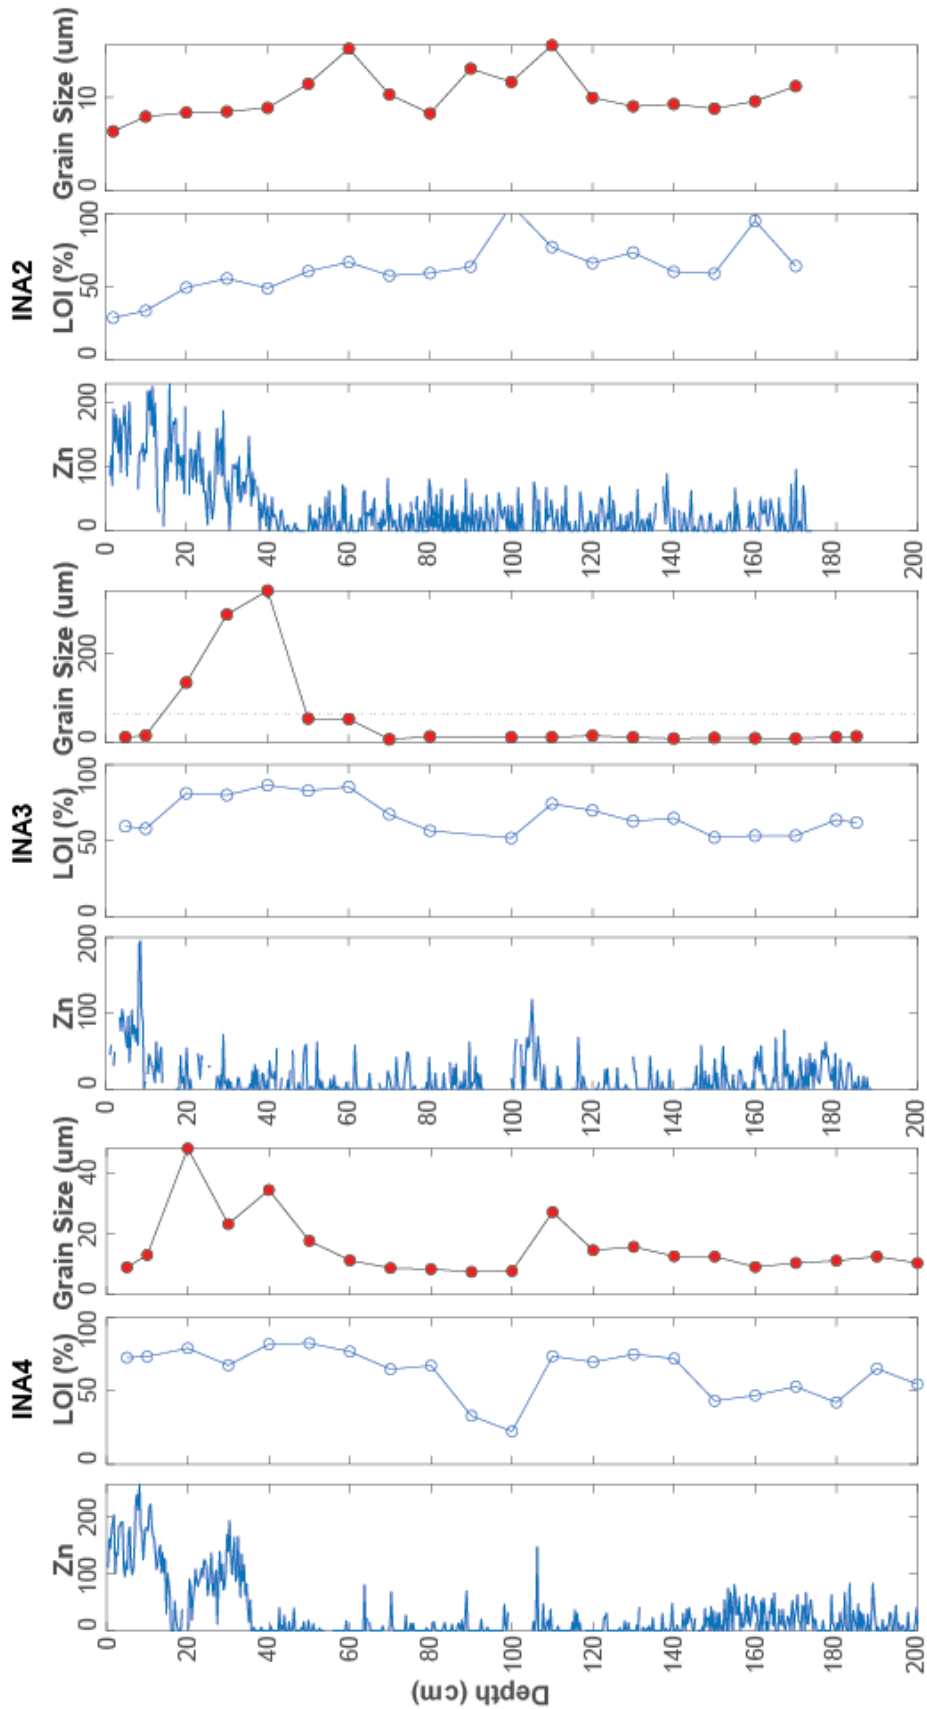 INA4 INA3 INA2
Zn LOI (%) Grain Size (um) Zn LOI (%) Grain Size (um) Zn LOI (%) Grain Size (um)
0 100 200 0 50 100 0 20 40 0 100 200 0 50 100 0 200 0 100 200 0 50 100 0 10
0 0 0
20 20 20
40 40 40
60 60 60
80 80 80
Depth (cm)
100 100 100
120 120 120
140 140 140
160 160 160
180 180 180
200 200 200